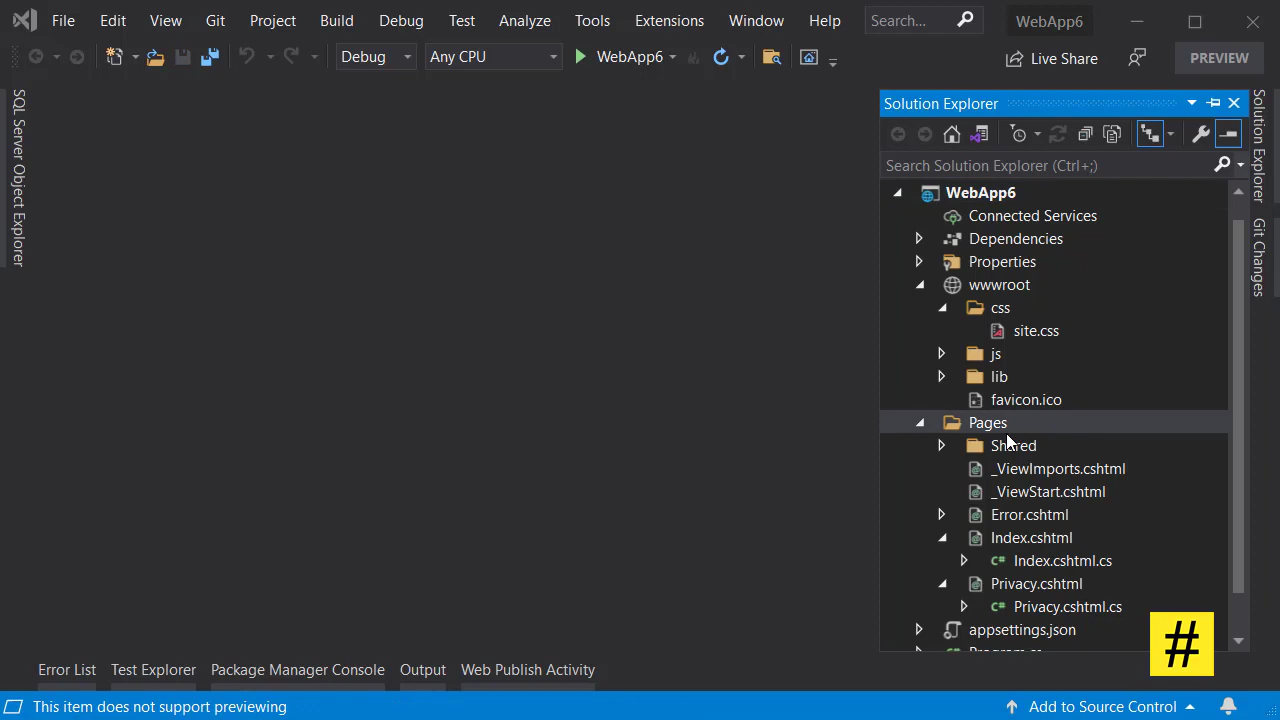 File Edit View Git Project Build Debug Test Analyze Tools Extensions Window Help Search... WebApp6
Debug Any CPU WebApp6 Live Share PREVIEW
SQL Server Object Explorer
Solution Explorer
Search Solution Explorer (Ctrl+;)
WebApp6
Connected Services
Dependencies
Properties
wwwroot
css
site.css
js
lib
favicon.ico
Pages
Shared
_ViewImports.cshtml
_ViewStart.cshtml
Error.cshtml
Index.cshtml
C# Index.cshtml.cs
Privacy.cshtml
C# Privacy.cshtml.cs
appsettings.json
#
Solution Explorer
Git Changes
Error List Test Explorer Package Manager Console Output Web Publish Activity
This item does not support previewing Add to Source Control